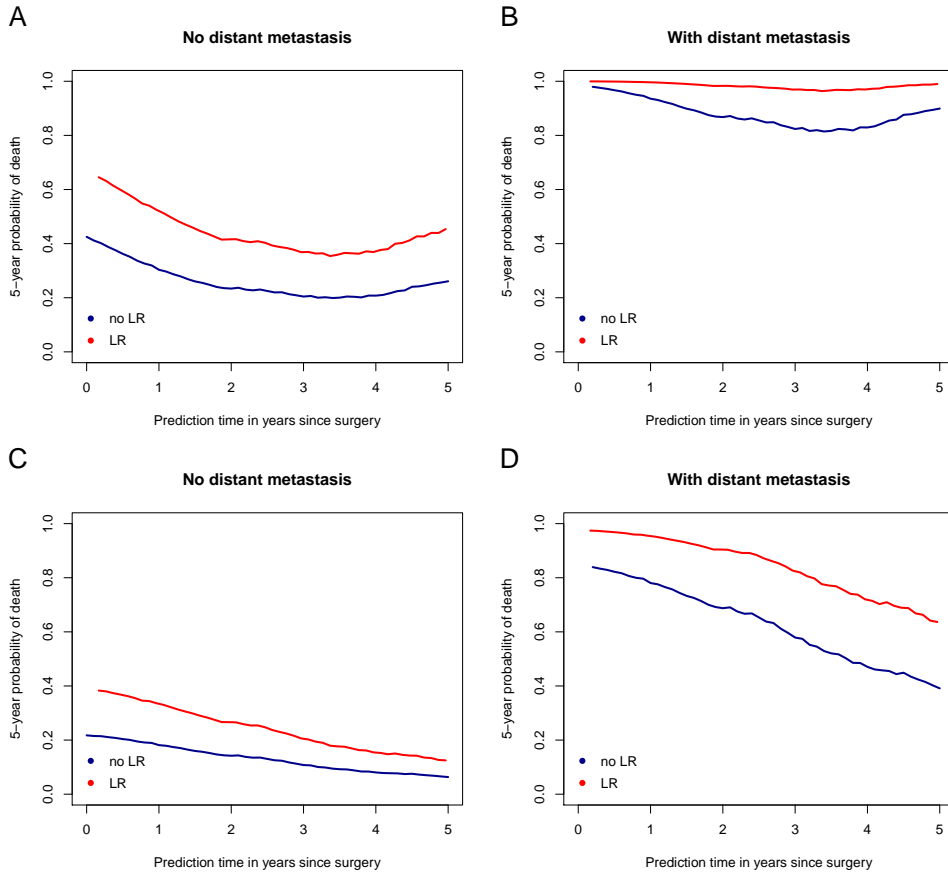 A
No distant metastasis
5−year probability of death
0.0 0.2 0.4 0.6 0.8 1.0
no LR
LR
0 1 2 3 4 5
Prediction time in years since surgery
B
With distant metastasis
5−year probability of death
0.0 0.2 0.4 0.6 0.8 1.0
no LR
LR
0 1 2 3 4 5
Prediction time in years since surgery
C
No distant metastasis
5−year probability of death
0.0 0.2 0.4 0.6 0.8 1.0
no LR
LR
0 1 2 3 4 5
Prediction time in years since surgery
D
With distant metastasis
5−year probability of death
0.0 0.2 0.4 0.6 0.8 1.0
no LR
LR
0 1 2 3 4 5
Prediction time in years since surgery